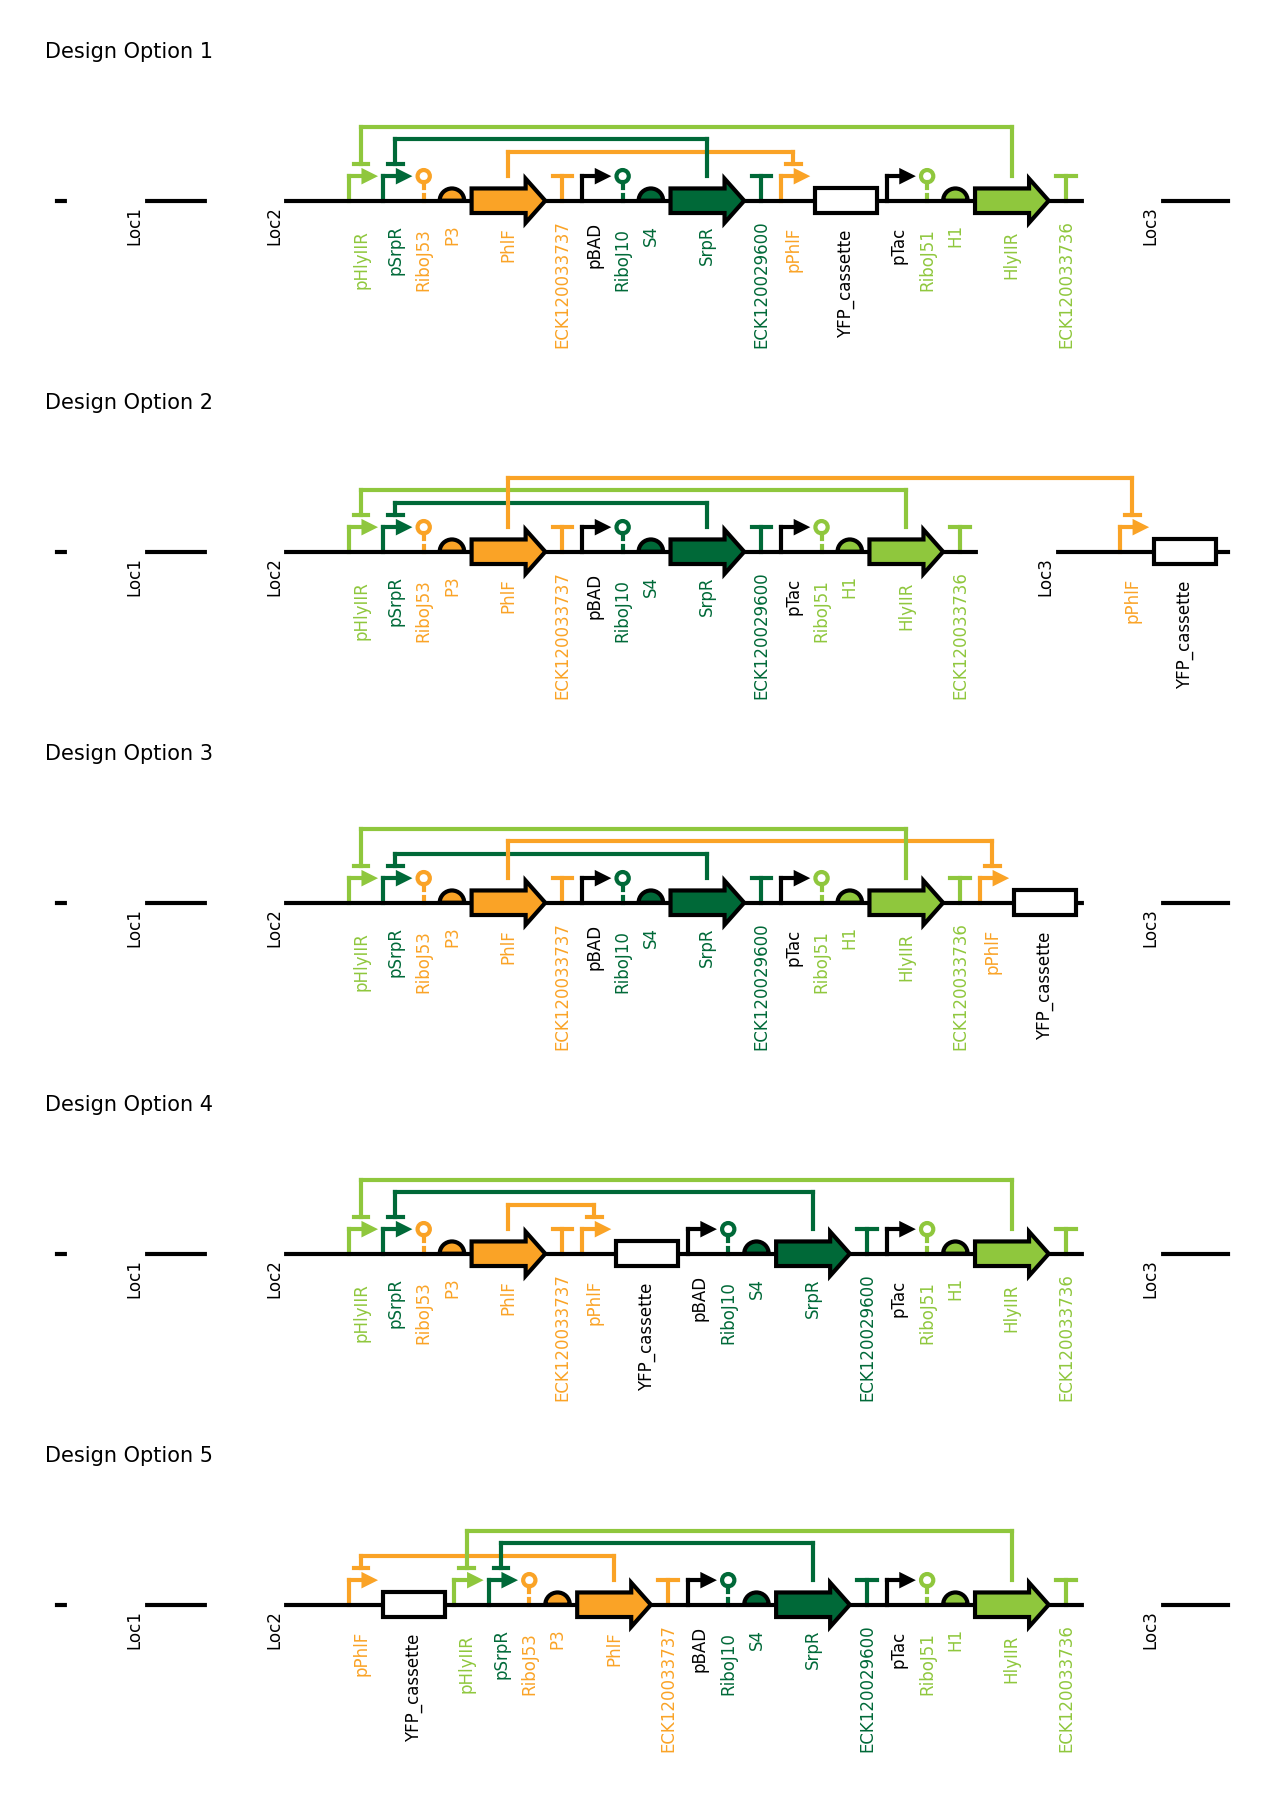 Design Option 1
Loc1
Loc2
pHlyIIR
pSrpR
RiboJ53
P3
PhlF
ECK120033737
pBAD
RiboJ10
S4
SrpR
ECK120029600
pPhlF
YFP_cassette
pTac
RiboJ51
H1
HlyIIR
ECK120033736
Loc3
Design Option 2
Loc1
Loc2
pHlyIIR
pSrpR
RiboJ53
P3
PhlF
ECK120033737
pBAD
RiboJ10
S4
SrpR
ECK120029600
pTac
RiboJ51
H1
HlyIIR
ECK120033736
Loc3
pPhlF
YFP_cassette
Design Option 3
Loc1
Loc2
pHlyIIR
pSrpR
RiboJ53
P3
PhlF
ECK120033737
pBAD
RiboJ10
S4
SrpR
ECK120029600
pTac
RiboJ51
H1
HlyIIR
ECK120033736
pPhlF
YFP_cassette
Loc3
Design Option 4
Loc1
Loc2
pHlyIIR
pSrpR
RiboJ53
P3
PhlF
ECK120033737
pPhlF
YFP_cassette
pBAD
RiboJ10
S4
SrpR
ECK120029600
pTac
RiboJ51
H1
HlyIIR
ECK120033736
Loc3
Design Option 5
Loc1
Loc2
pPhlF
YFP_cassette
pHlyIIR
pSrpR
RiboJ53
P3
PhlF
ECK120033737
pBAD
RiboJ10
S4
SrpR
ECK120029600
pTac
RiboJ51
H1
HlyIIR
ECK120033736
Loc3